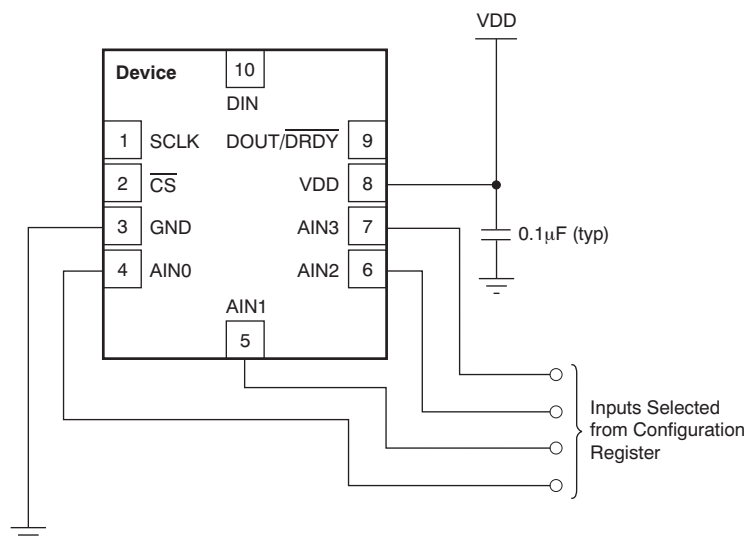 VDD
Device
10
DIN
1 SCLK DOUT/DRDY 9
2 CS VDD 8
3 GND AIN3 7
4 AIN0 AIN2 6
AIN1
5
0.1μF (typ)
Inputs Selected
from Configuration
Register